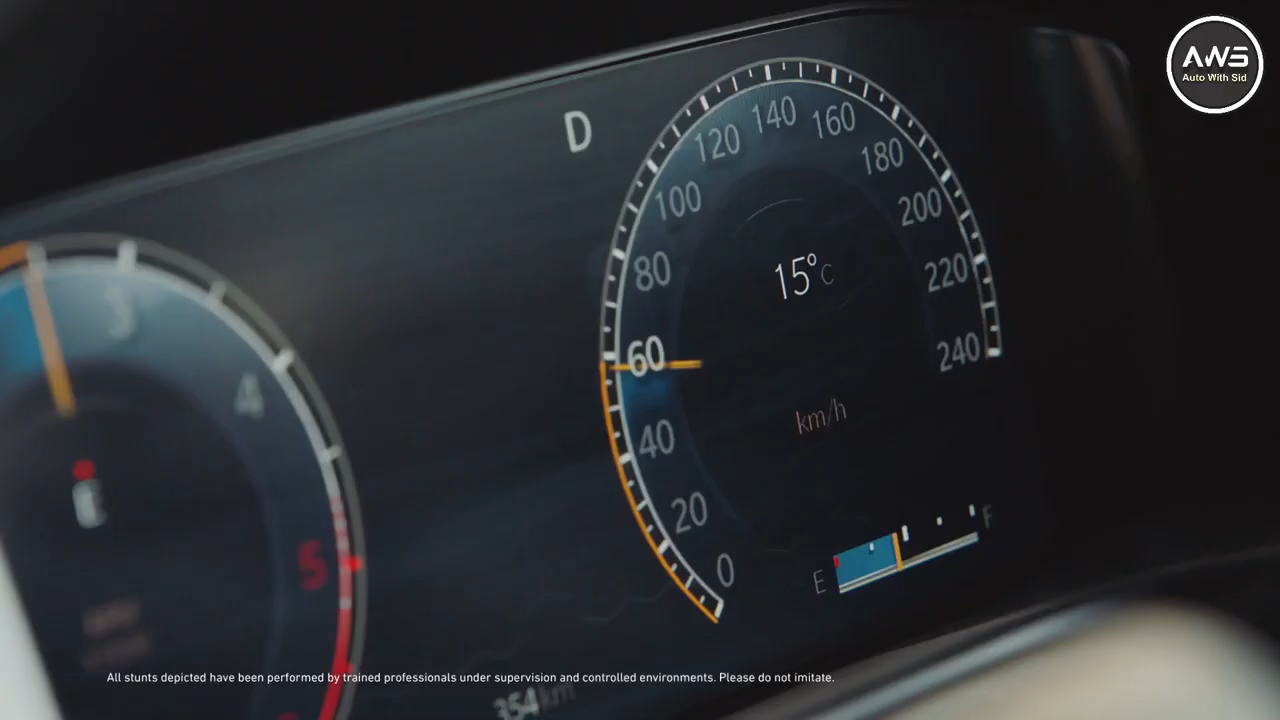 AWS
Auto With Sid
D
140
120
160
100
180
200
80
15°C
220
60
240
3
4
km/h
40
20
E
F
0
5
E
354 km
All stunts depicted have been performed by trained professionals under supervision and controlled environments. Please do not imitate.